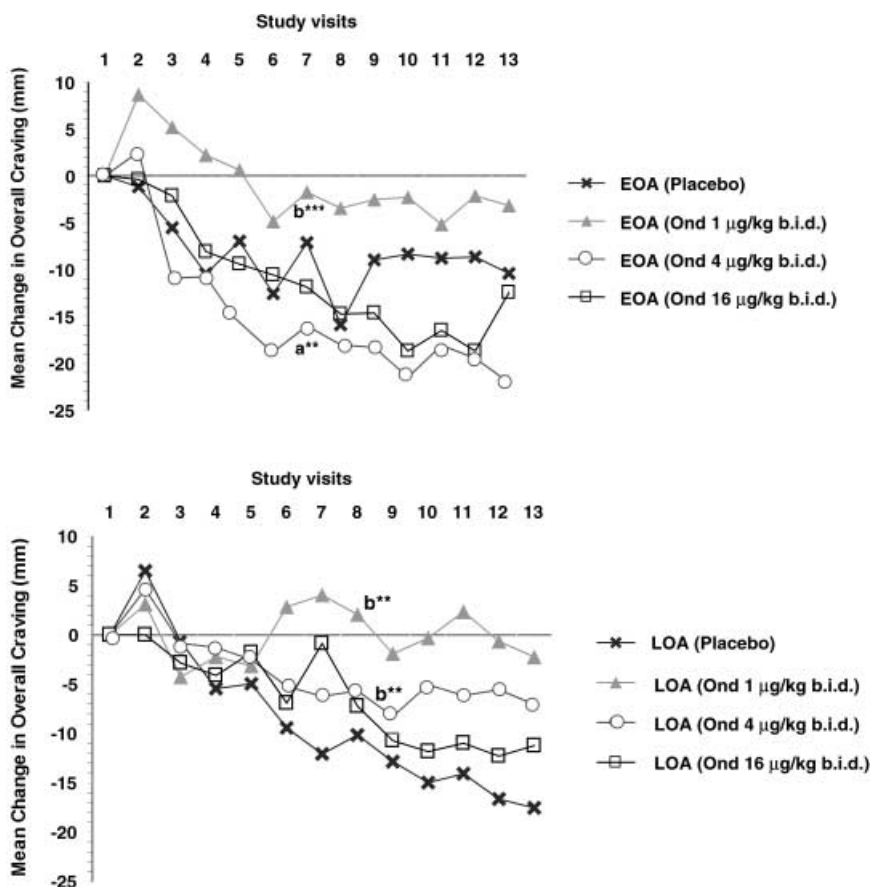 Study visits
1 2 3 4 5 6 7 8 9 10 11 12 13
Mean Change in Overall Craving (mm)
10
5
0
-5
-10
-15
-20
-25
b***
a**
EOA (Placebo)
EOA (Ond 1 μg/kg b.i.d.)
EOA (Ond 4 μg/kg b.i.d.)
EOA (Ond 16 μg/kg b.i.d.)
Study visits
1 2 3 4 5 6 7 8 9 10 11 12 13
Mean Change in Overall Craving (mm)
10
5
0
-5
-10
-15
-20
-25
b**
b**
LOA (Placebo)
LOA (Ond 1 μg/kg b.i.d.)
LOA (Ond 4 μg/kg b.i.d.)
LOA (Ond 16 μg/kg b.i.d.)